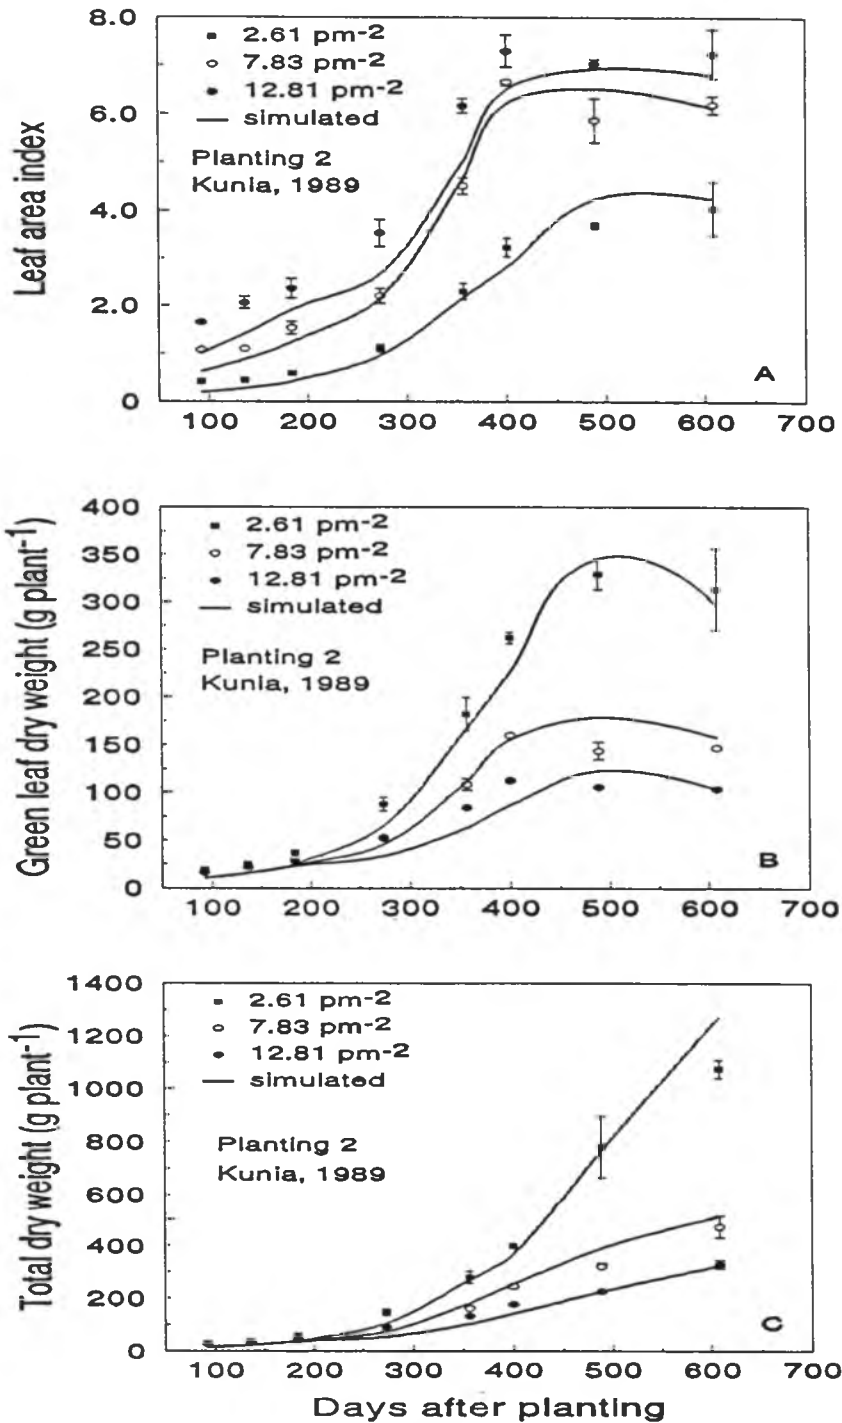 8.0
6.0
4.0
2.0
0
Leaf area index
2.61 pm-2
7.83 pm-2
12.81 pm-2
simulated
Planting 2
Kunia, 1989
A
100 200 300 400 500 600 700
400
350
300
250
200
150
100
50
0
Green leaf dry weight (g plant-1)
2.61 pm-2
7.83 pm-2
12.81 pm-2
simulated
Planting 2
Kunia, 1989
B
100 200 300 400 500 600 700
1400
1200
1000
800
600
400
200
0
Total dry weight (g plant-1)
2.61 pm-2
7.83 pm-2
12.81 pm-2
simulated
Planting 2
Kunia, 1989
C
100 200 300 400 500 600 700
Days after planting